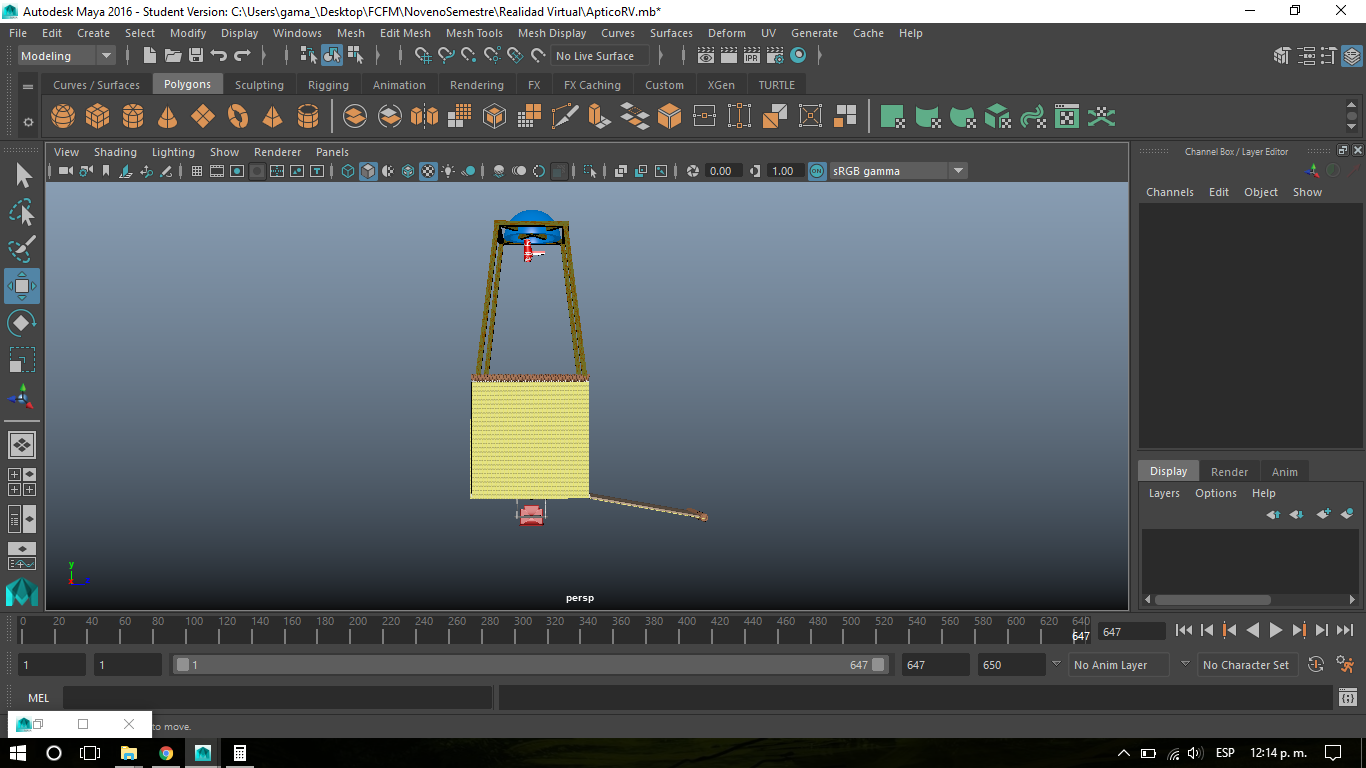 Autodesk Maya 2016 - Student Version: C:\Users\gama_\Desktop\FCFM\NovenoSemestre\Realidad Virtual\ApticoRV.mb*
File Edit Create Select Modify Display Windows Mesh Edit Mesh Mesh Tools Mesh Display Curves Surfaces Deform UV Generate Cache Help
Modeling No Live Surface IPR
Curves / Surfaces Polygons Sculpting Rigging Animation Rendering FX FX Caching Custom XGen TURTLE
View Shading Lighting Show Renderer Panels
0.00 1.00 ON sRGB gamma
Channel Box / Layer Editor
Channels Edit Object Show
Display Render Anim
Layers Options Help
y
z
persp
00 20 40 60 80 100 120 140 160 180 200 220 240 260 280 300 320 340 360 380 400 420 440 460 480 500 520 540 560 580 600 620 640
647 647
1 1 1 647 647 650 No Anim Layer No Character Set
MEL
to move.
ESP 12:14 p. m.